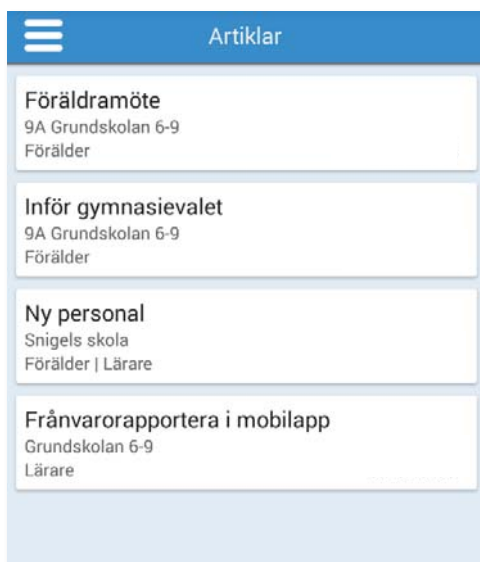 Artiklar
Föräldramöte
9A Grundskolan 6-9
Förälder
Inför gymnasievalet
9A Grundskolan 6-9
Förälder
Ny personal
Snigels skola
Förälder | Lärare
Frånvarorapportera i mobilapp
Grundskolan 6-9
Lärare